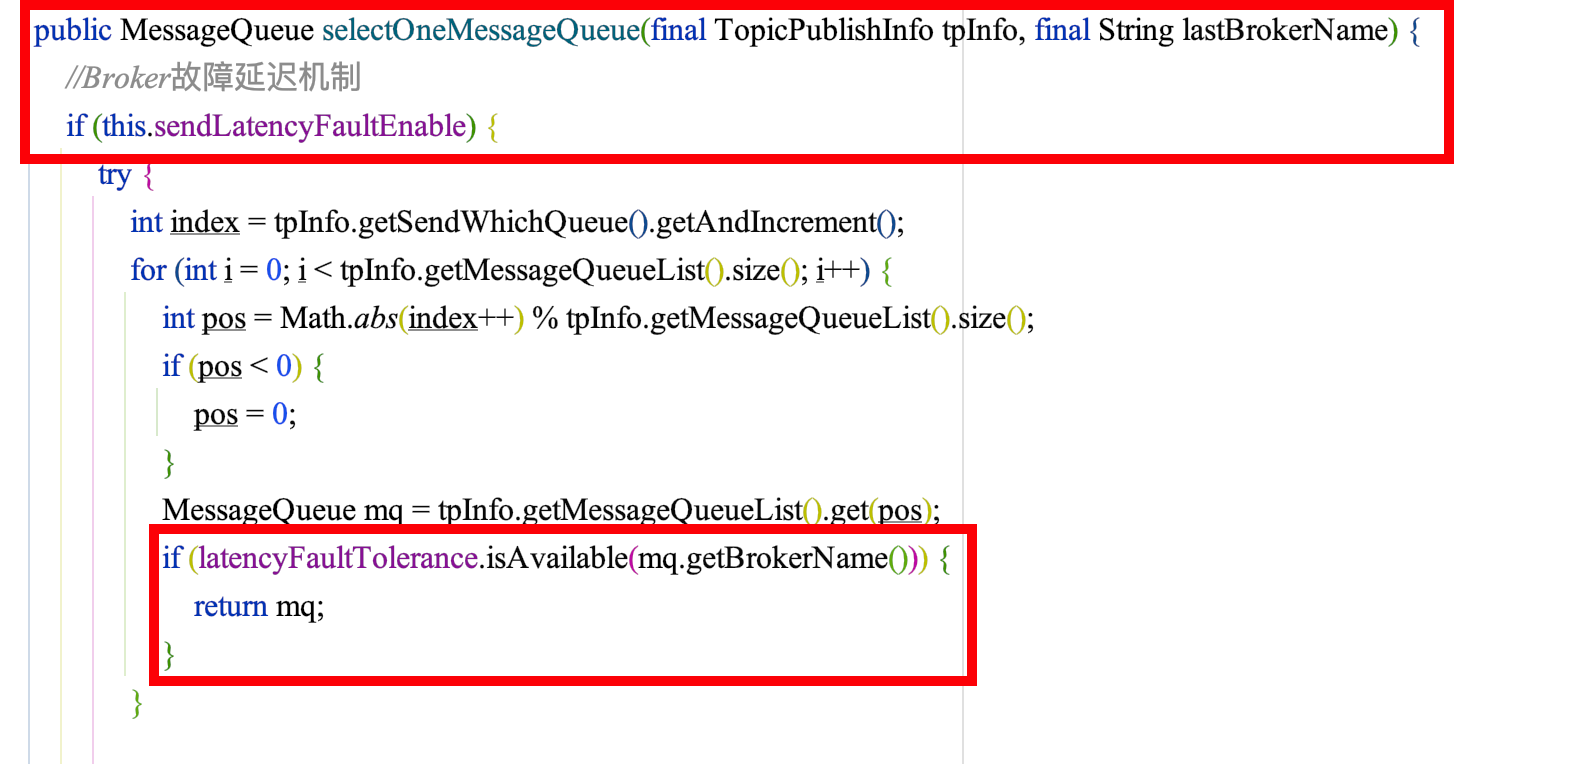 public MessageQueue selectOneMessageQueue(final TopicPublishInfo tpInfo, final String lastBrokerName) {
//Broker故障延迟机制
if (this.sendLatencyFaultEnable) {
try {
int index = tpInfo.getSendWhichQueue().getAndIncrement();
for (int i = 0; i < tpInfo.getMessageQueueList().size(); i++) {
int pos = Math.abs(index++) % tpInfo.getMessageQueueList().size();
if (pos < 0) {
pos = 0;
}
MessageQueue mq = tpInfo.getMessageQueueList().get(pos);
if (latencyFaultTolerance.isAvailable(mq.getBrokerName())) {
return mq;
}
}